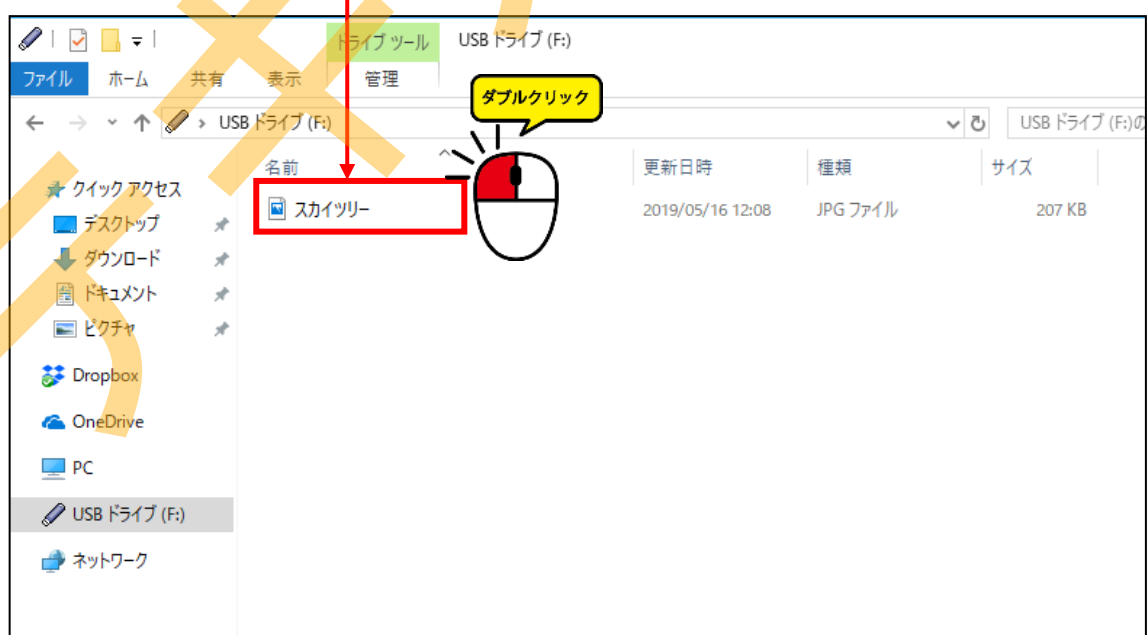 ドライブ ツール USB ドライブ (F:)
ファイル ホーム 共有 表示 管理
ダブルクリック
USB ドライブ (F:) USB ドライブ (F:)の
名前 更新日時 種類 サイズ
クイック アクセス
スカイツリー 2019/05/16 12:08 JPG ファイル 207 KB
デスクトップ
ダウンロード
ドキュメント
ピクチャ
Dropbox
OneDrive
PC
USB ドライブ (F:)
ネットワーク